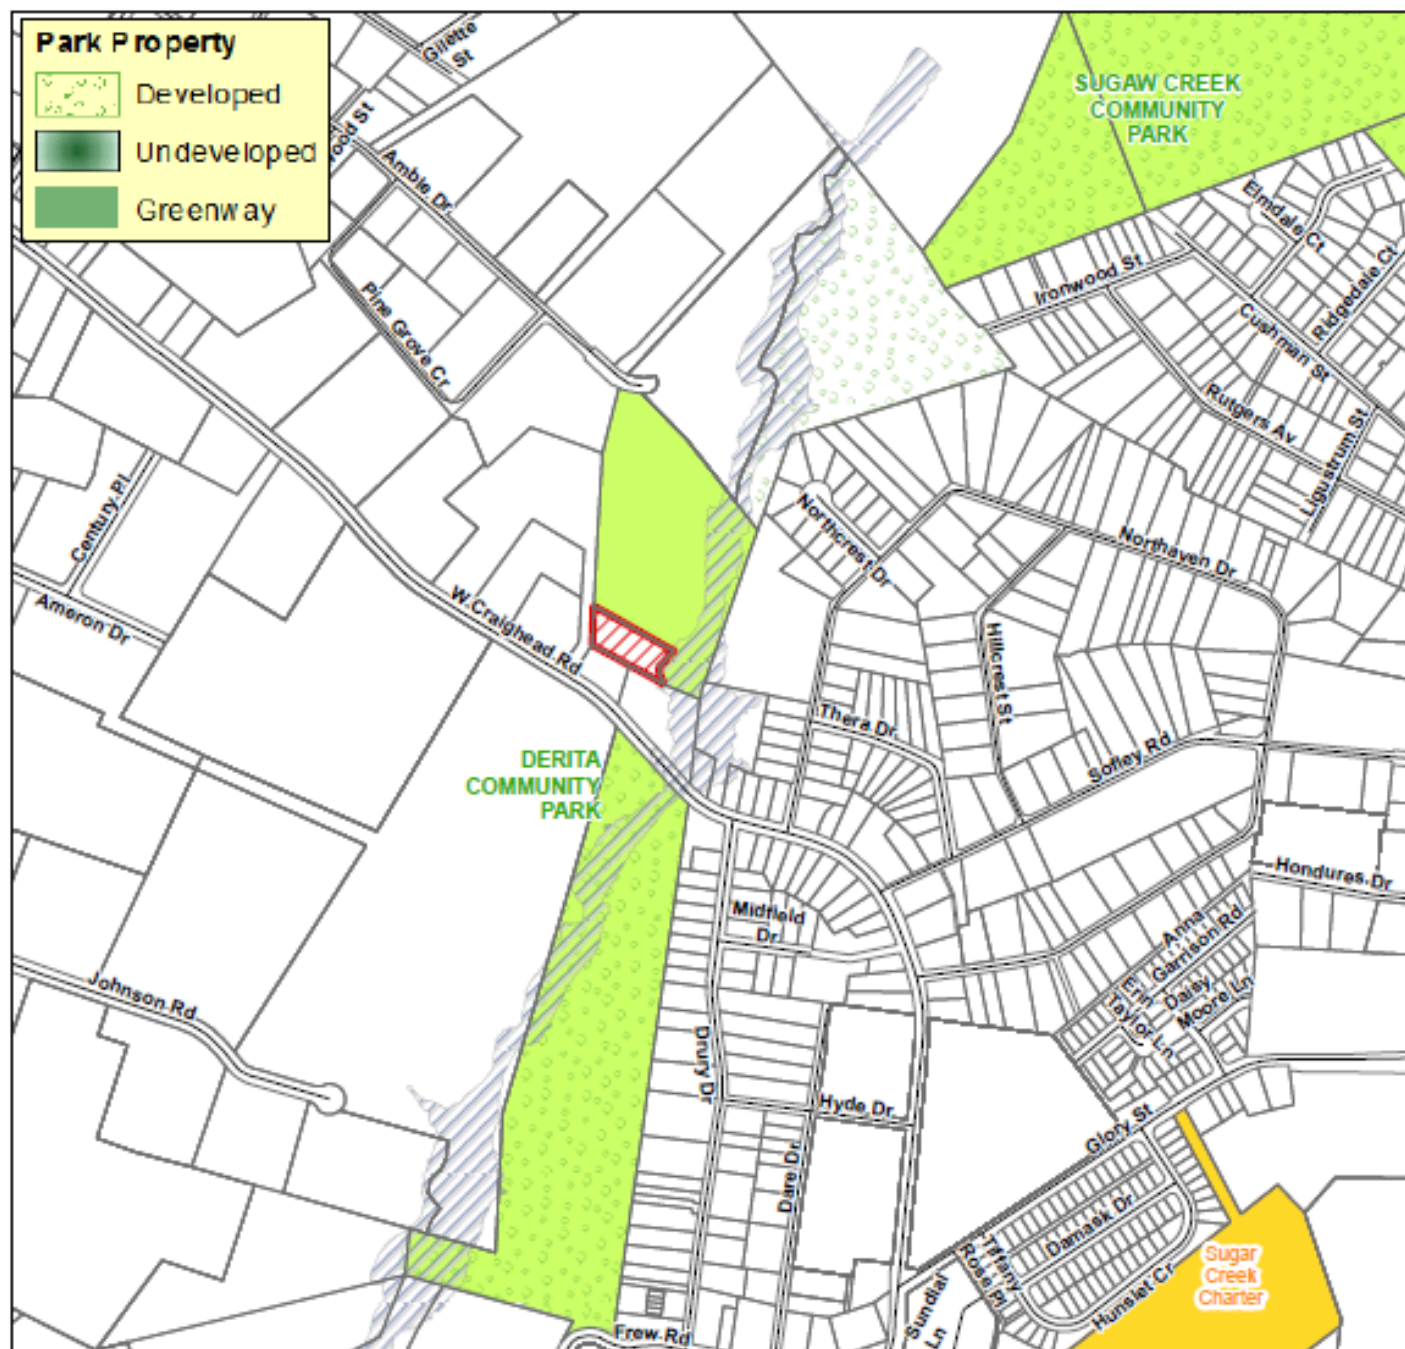 Park Property
Developed
Undeveloped
Greenway
Gilette
St
ood St
Amble Dr
Pine Grove Cr
SUGAW CREEK
COMMUNITY
PARK
Elmdale Ct
Ironwood St
Ridgedale Ct
Cushman St
Rutgers Av
Ligustrum St
Century Pl
Ameron Dr
W.Craighead Rd
Northcrest Dr
Northaven Dr
Hillcrest St
Thera Dr
Sofley Rd
DERITA
COMMUNITY
PARK
Hondures Dr
Midfield
Dr
Anna
Garrison Rd
Erin
Taylor Ln
Daisy
Moore Ln
Johnson Rd
Drury Dr
Hyde Dr
Dare Dr
Glory St
Damask Dr
Tiffany
Rose Pl
Hunslet Cr
Sundial
Ln
Sugar
Creek
Charter
Frew Rd